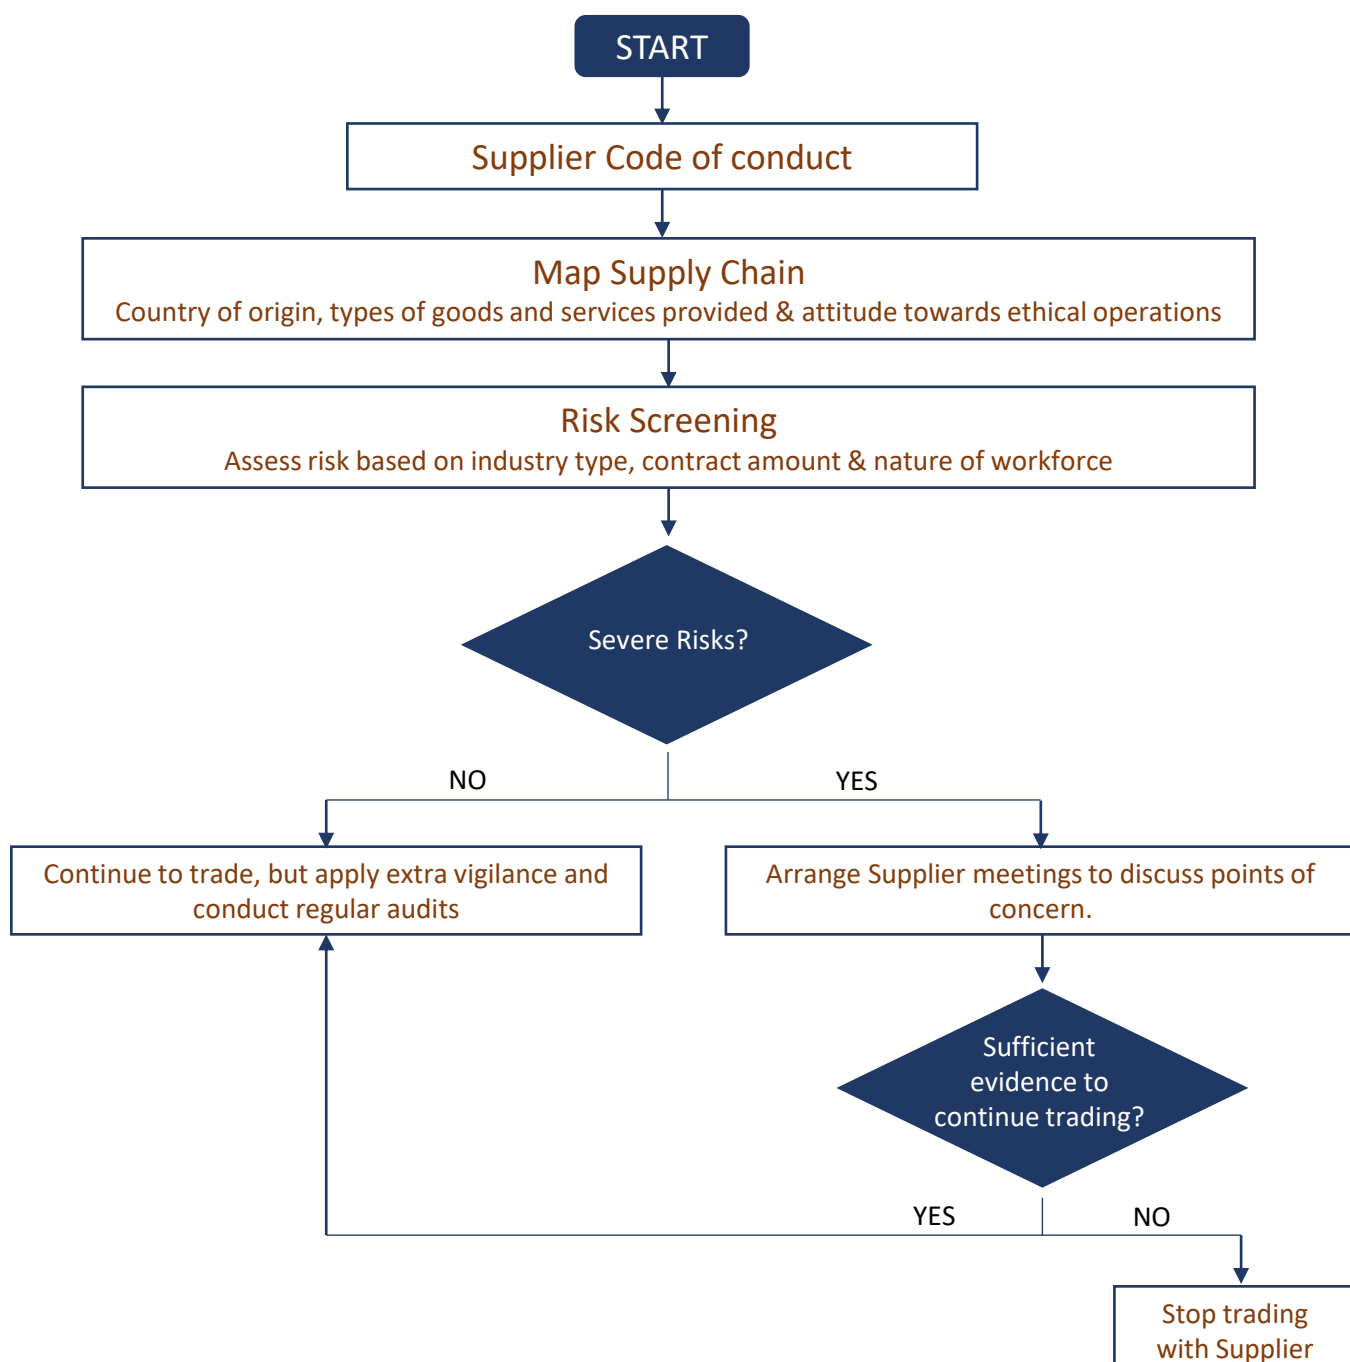 START
Supplier Code of conduct
Map Supply Chain
Country of origin, types of goods and services provided & attitude towards ethical operations
Risk Screening
Assess risk based on industry type, contract amount & nature of workforce
Severe Risks?
NO
YES
Continue to trade, but apply extra vigilance and
conduct regular audits
Arrange Supplier meetings to discuss points of
concern.
Sufficient
evidence to
continue trading?
YES
NO
Stop trading
with Supplier